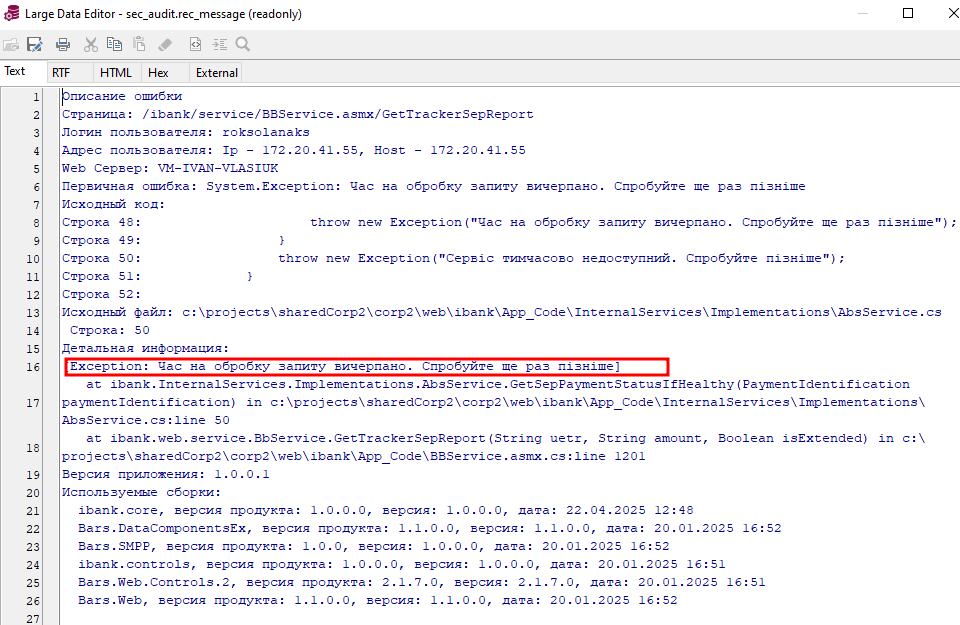 Large Data Editor - sec_audit.rec_message (readonly)
Text RTF HTML Hex External
1 Описание ошибки
2 Страница: /ibank/service/BBService.asmx/GetTrackerSepReport
3 Логин пользователя: roksolanaks
4 Адрес пользователя: Ip - 172.20.41.55, Host - 172.20.41.55
5 Web Сервер: VM-IVAN-VLASIUK
6 Первичная ошибка: System.Exception: Час на обробку запиту вичерпано. Спробуйте ще раз пізніше
7 Исходный код:
8 Строка 48: throw new Exception("Час на обробку запиту вичерпано. Спробуйте ще раз пізніше");
9 Строка 49: }
10 Строка 50: throw new Exception("Сервіс тимчасово недоступний. Спробуйте пізніше");
11 Строка 51: }
12 Строка 52:
13 Исходный файл: c:\projects\sharedCorp2\corp2\web\ibank\App_Code\InternalServices\Implementations\AbsService.cs
14 Строка: 50
15 Детальная информация:
16 [Exception: Час на обробку запиту вичерпано. Спробуйте ще раз пізніше]
at ibank.InternalServices.Implementations.AbsService.GetSepPaymentStatusIfHealthy(PaymentIdentification
17 paymentIdentification) in c:\projects\sharedCorp2\corp2\web\ibank\App_Code\InternalServices\Implementations\
AbsService.cs:line 50
at ibank.web.service.BbService.GetTrackerSepReport(String uetr, String amount, Boolean isExtended) in c:\
18 projects\sharedCorp2\corp2\web\ibank\App_Code\BBService.asmx.cs:line 1201
19 Версия приложения: 1.0.0.1
20 Используемые сборки:
21 ibank.core, версия продукта: 1.0.0.0, версия: 1.0.0.0, дата: 22.04.2025 12:48
22 Bars.DataComponentsEx, версия продукта: 1.1.0.0, версия: 1.1.0.0, дата: 20.01.2025 16:52
23 Bars.SMPP, версия продукта: 1.0.0, версия: 1.0.0.0, дата: 20.01.2025 16:52
24 ibank.controls, версия продукта: 1.0.0.0, версия: 1.0.0.0, дата: 20.01.2025 16:51
25 Bars.Web.Controls.2, версия продукта: 2.1.7.0, версия: 2.1.7.0, дата: 20.01.2025 16:51
26 Bars.Web, версия продукта: 1.1.0.0, версия: 1.1.0.0, дата: 20.01.2025 16:52
27